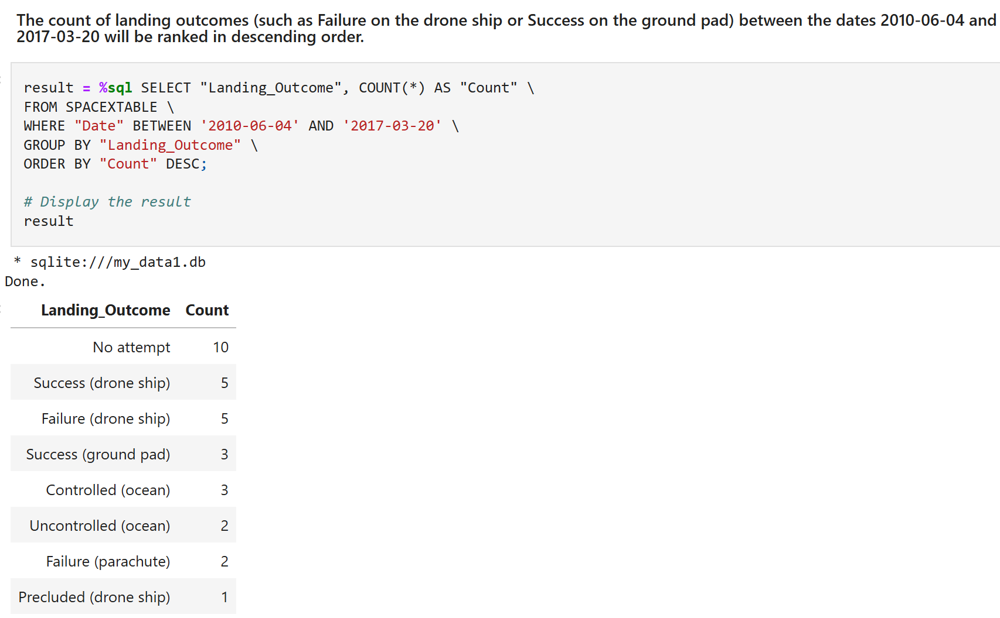 The count of landing outcomes (such as Failure on the drone ship or Success on the ground pad) between the dates 2010-06-04 and
2017-03-20 will be ranked in descending order.
result = %sql SELECT "Landing_Outcome", COUNT(*) AS "Count" \
FROM SPACEXTABLE \
WHERE "Date" BETWEEN '2010-06-04' AND '2017-03-20' \
GROUP BY "Landing_Outcome" \
ORDER BY "Count" DESC;
# Display the result
result
* sqlite:///my_data1.db
Done.
Landing_Outcome Count
No attempt 10
Success (drone ship) 5
Failure (drone ship) 5
Success (ground pad) 3
Controlled (ocean) 3
Uncontrolled (ocean) 2
Failure (parachute) 2
Precluded (drone ship) 1